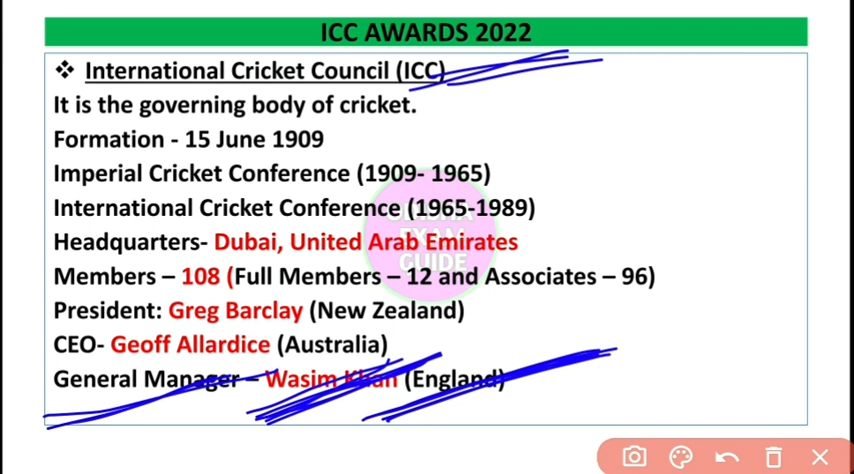 ICC AWARDS 2022
❖ International Cricket Council (ICC)
It is the governing body of cricket.
Formation - 15 June 1909
Imperial Cricket Conference (1909- 1965)
International Cricket Conference (1965-1989)
Headquarters- Dubai, United Arab Emirates
EXAM
GUIDE
Members – 108 (Full Members – 12 and Associates – 96)
President: Greg Barclay (New Zealand)
CEO- Geoff Allardice (Australia)
General Manager – Wasim Khan (England)